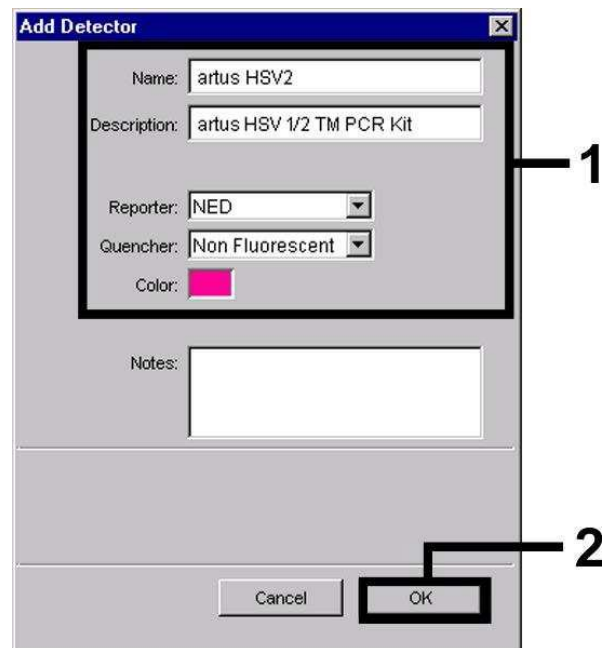 Add Detector
Name: artus HSV2
Description: artus HSV 1/2 TM PCR Kit
1
Reporter: NED
Quencher: Non Fluorescent
Color:
Notes:
2
Cancel OK